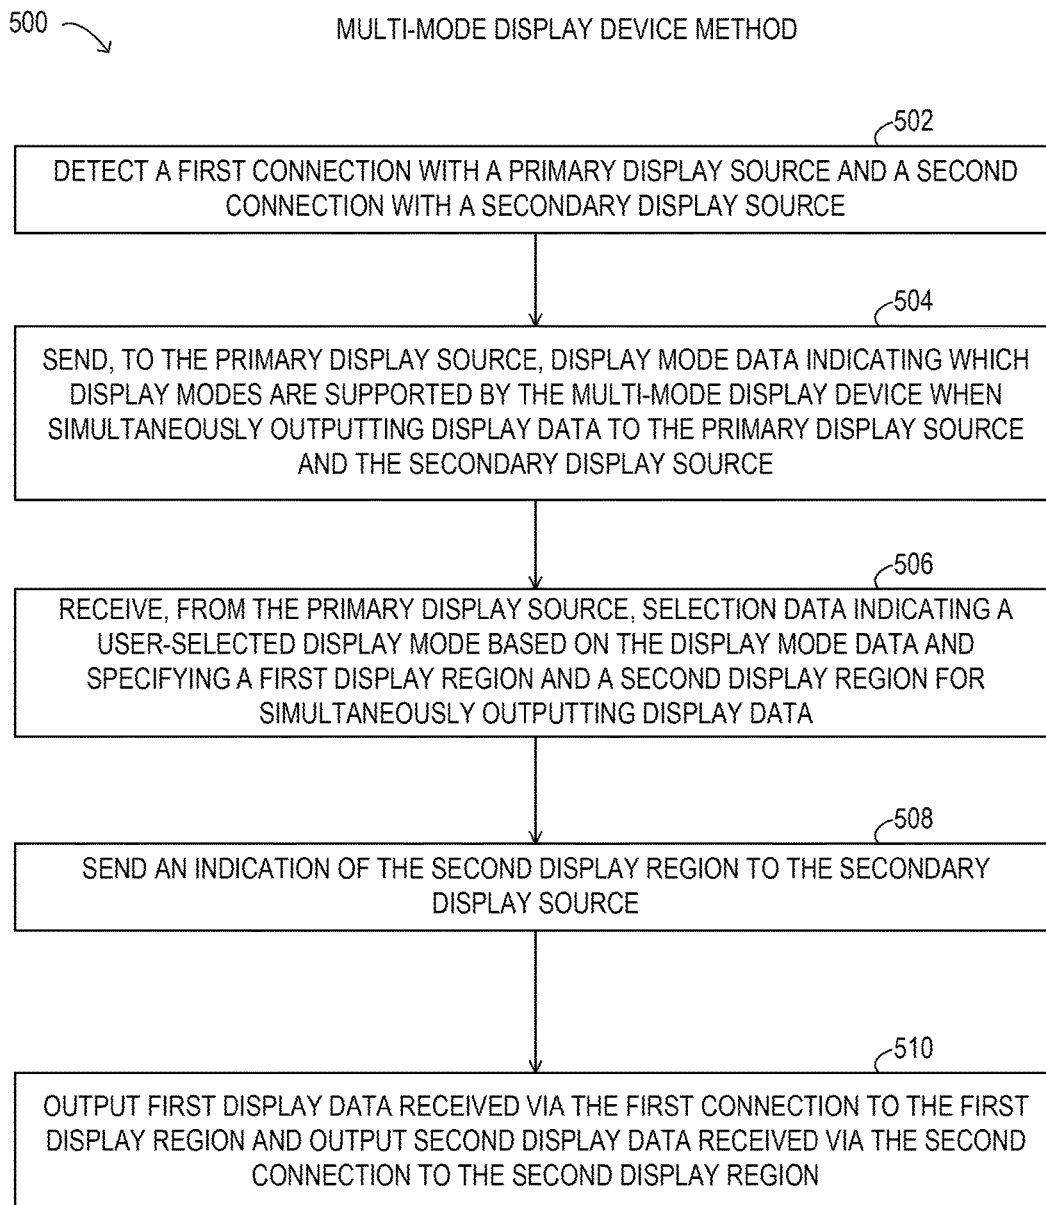 500
MULTI-MODE DISPLAY DEVICE METHOD
502
DETECT A FIRST CONNECTION WITH A PRIMARY DISPLAY SOURCE AND A SECOND
CONNECTION WITH A SECONDARY DISPLAY SOURCE
504
SEND, TO THE PRIMARY DISPLAY SOURCE, DISPLAY MODE DATA INDICATING WHICH
DISPLAY MODES ARE SUPPORTED BY THE MULTI-MODE DISPLAY DEVICE WHEN
SIMULTANEOUSLY OUTPUTTING DISPLAY DATA TO THE PRIMARY DISPLAY SOURCE
AND THE SECONDARY DISPLAY SOURCE
506
RECEIVE, FROM THE PRIMARY DISPLAY SOURCE, SELECTION DATA INDICATING A
USER-SELECTED DISPLAY MODE BASED ON THE DISPLAY MODE DATA AND
SPECIFYING A FIRST DISPLAY REGION AND A SECOND DISPLAY REGION FOR
SIMULTANEOUSLY OUTPUTTING DISPLAY DATA
508
SEND AN INDICATION OF THE SECOND DISPLAY REGION TO THE SECONDARY
DISPLAY SOURCE
510
OUTPUT FIRST DISPLAY DATA RECEIVED VIA THE FIRST CONNECTION TO THE FIRST
DISPLAY REGION AND OUTPUT SECOND DISPLAY DATA RECEIVED VIA THE SECOND
CONNECTION TO THE SECOND DISPLAY REGION